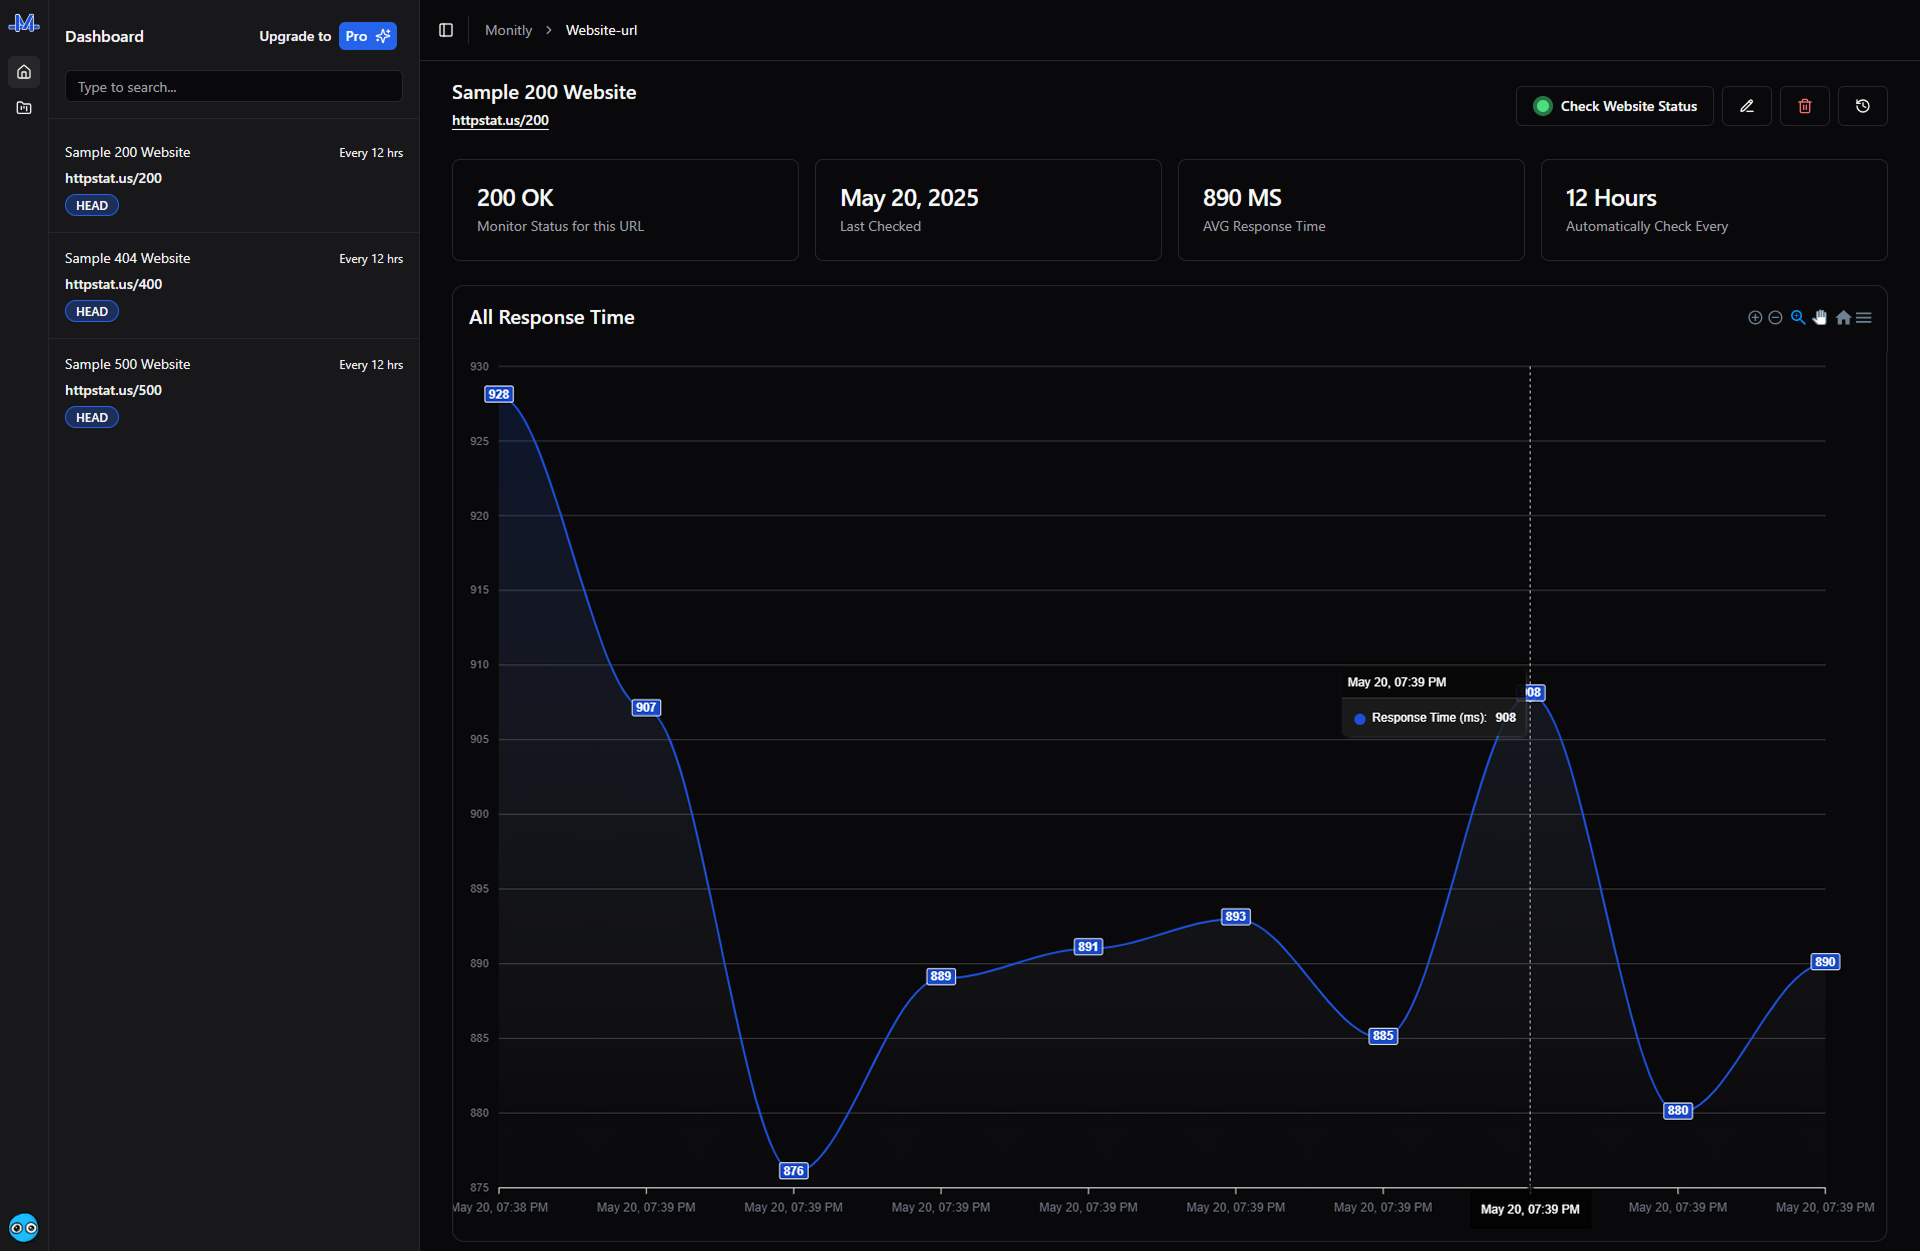 Dashboard
Upgrade to Pro
Type to search...
Sample 200 Website
Every 12 hrs
httpstat.us/200
HEAD
Sample 404 Website
Every 12 hrs
httpstat.us/400
HEAD
Sample 500 Website
Every 12 hrs
httpstat.us/500
HEAD
Monitly > Website-url
Sample 200 Website
httpstat.us/200
Check Website Status
200 OK
Monitor Status for this URL
May 20, 2025
Last Checked
890 MS
AVG Response Time
12 Hours
Automatically Check Every
All Response Time
930
925
920
915
910
905
900
895
890
885
880
875
928
907
876
889
891
893
885
08
880
890
May 20, 07:39 PM
Response Time (ms): 908
May 20, 07:38 PM
May 20, 07:39 PM
May 20, 07:39 PM
May 20, 07:39 PM
May 20, 07:39 PM
May 20, 07:39 PM
May 20, 07:39 PM
May 20, 07:39 PM
May 20, 07:39 PM
May 20, 07:39 PM